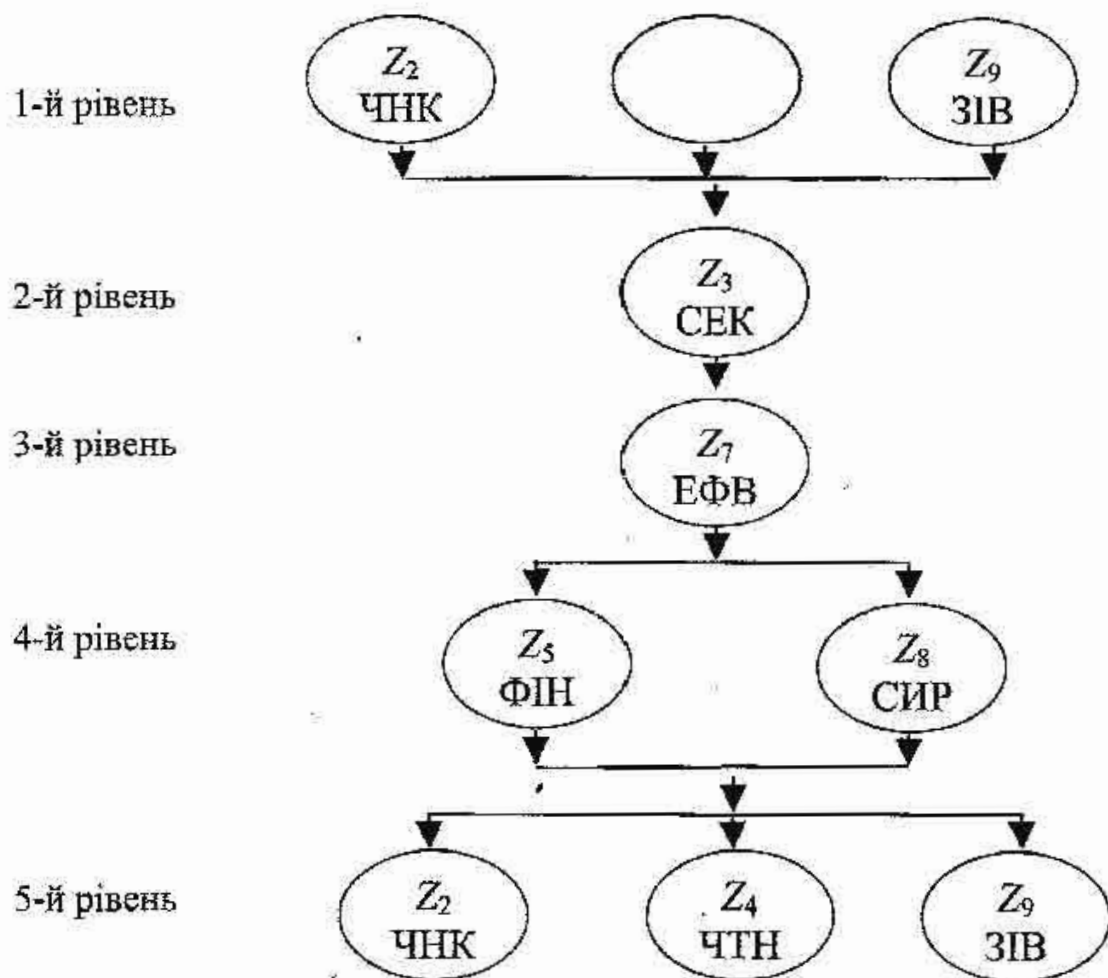 1-й рівень
Z₂
ЧНК
Z₉
ЗІВ
2-й рівень
Z₃
СЕК
3-й рівень
Z₇
ЕФВ
4-й рівень
Z₅
ФІН
Z₈
СИР
5-й рівень
Z₂
ЧНК
Z₄
ЧТН
Z₉
ЗІВ